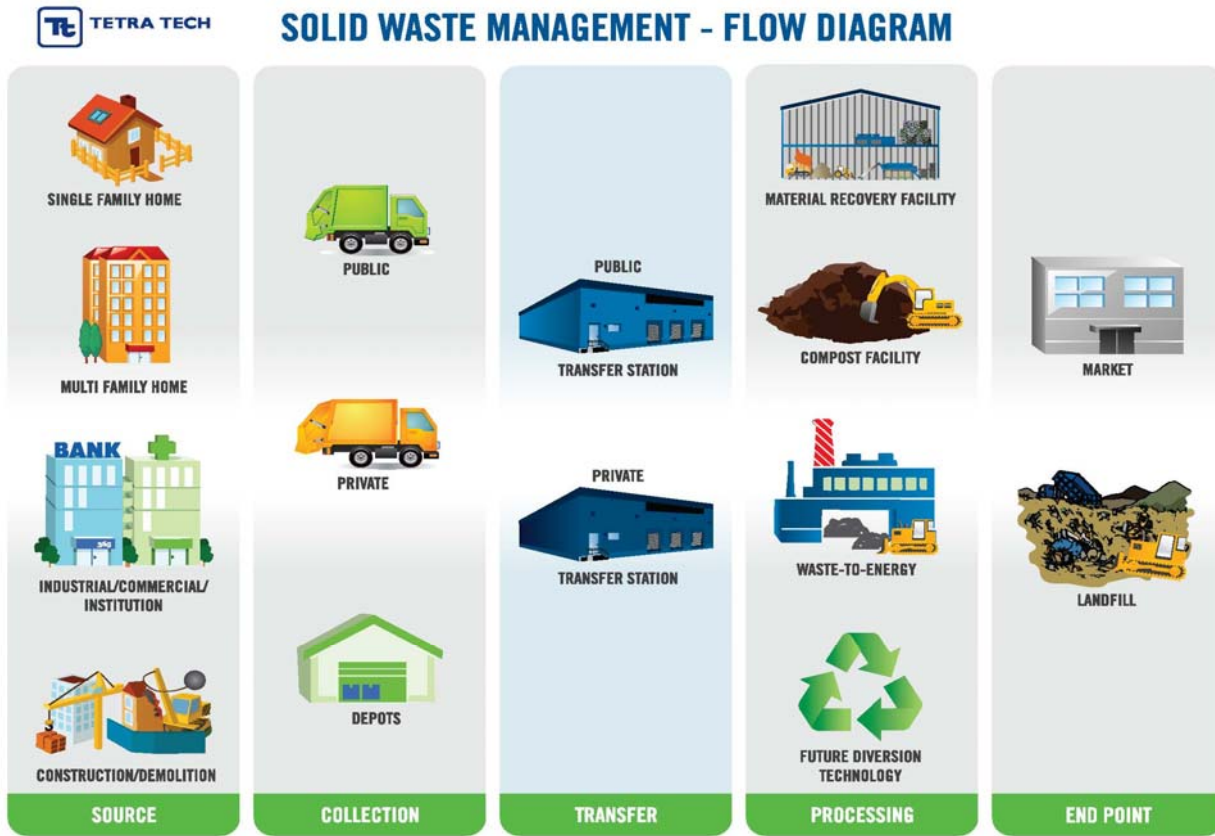 Tt TETRA TECH
SOLID WASTE MANAGEMENT - FLOW DIAGRAM
SINGLE FAMILY HOME
MULTI FAMILY HOME
BANK
365
INDUSTRIAL/COMMERCIAL/
INSTITUTION
CONSTRUCTION/DEMOLITION
SOURCE
PUBLIC
PRIVATE
DEPOTS
COLLECTION
PUBLIC
TRANSFER STATION
PRIVATE
TRANSFER STATION
TRANSFER
MATERIAL RECOVERY FACILITY
COMPOST FACILITY
WASTE-TO-ENERGY
FUTURE DIVERSION
TECHNOLOGY
PROCESSING
MARKET
LANDFILL
END POINT